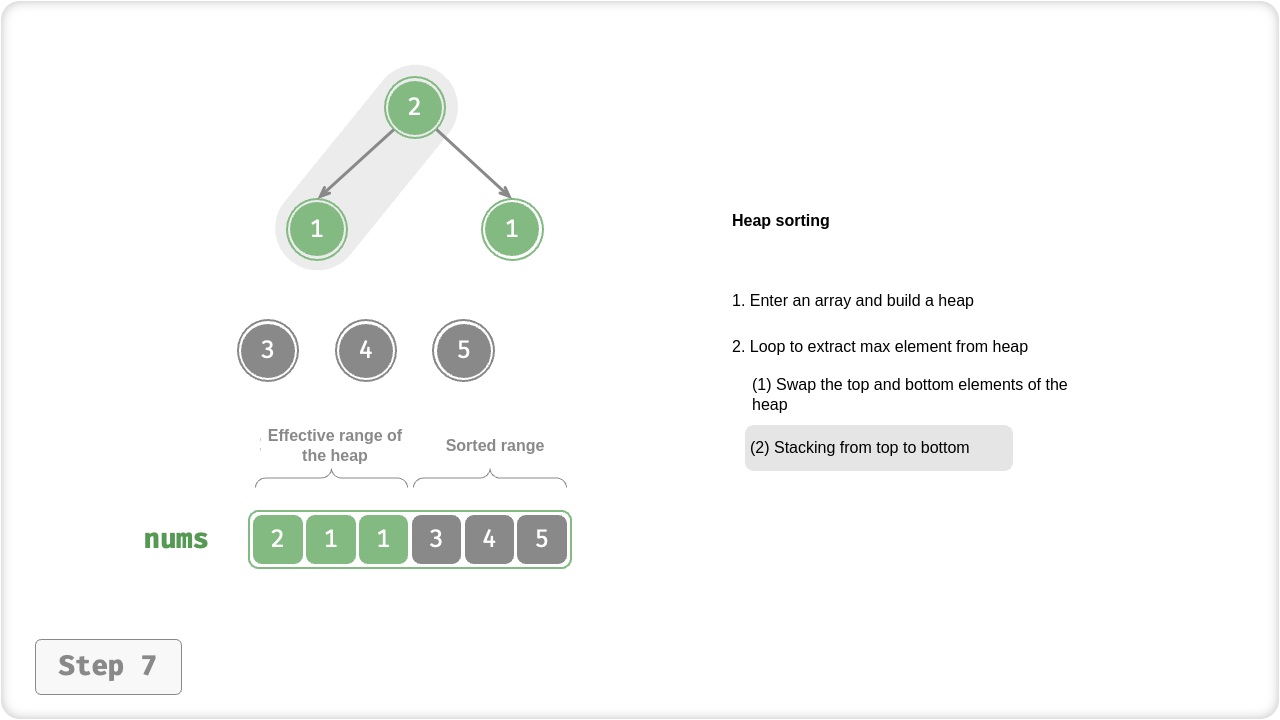 2
1 1
3 4 5
Heap sorting
1. Enter an array and build a heap
2. Loop to extract max element from heap
(1) Swap the top and bottom elements of the
heap
(2) Stacking from top to bottom
Effective range of
the heap
Sorted range
nums 2 1 1 3 4 5
Step 7